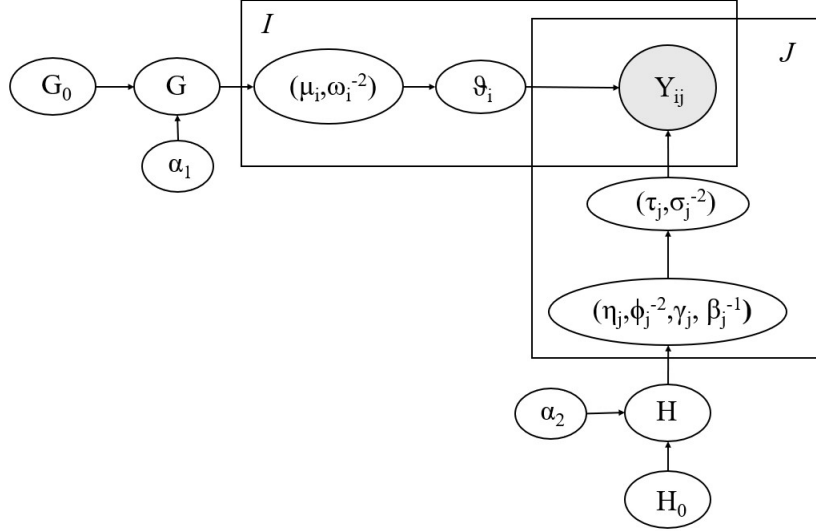 I
J
G₀
G
(μᵢ,ωᵢ⁻²)
ϑᵢ
Yᵢⱼ
α₁
(τⱼ,σⱼ⁻²)
(ηⱼ,ϕⱼ⁻²,γⱼ, βⱼ⁻¹)
α₂
H
H₀